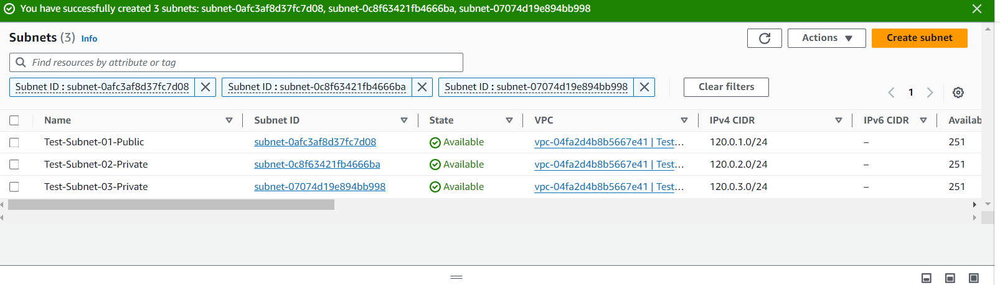 You have successfully created 3 subnets: subnet-0afc3af8d37fc7d08, subnet-0c8f63421fb4666ba, subnet-07074d19e894bb998
Subnets (3) Info
Actions
Create subnet
Find resources by attribute or tag
Subnet ID : subnet-0afc3af8d37fc7d08
Subnet ID : subnet-0c8f63421fb4666ba
Subnet ID : subnet-07074d19e894bb998
Clear filters
1
Name Subnet ID State VPC IPv4 CIDR IPv6 CIDR Availab
Test-Subnet-01-Public subnet-0afc3af8d37fc7d08 Available vpc-04fa2d4b8b5667e41 | Test… 120.0.1.0/24 – 251
Test-Subnet-02-Private subnet-0c8f63421fb4666ba Available vpc-04fa2d4b8b5667e41 | Test… 120.0.2.0/24 – 251
Test-Subnet-03-Private subnet-07074d19e894bb998 Available vpc-04fa2d4b8b5667e41 | Test… 120.0.3.0/24 – 251